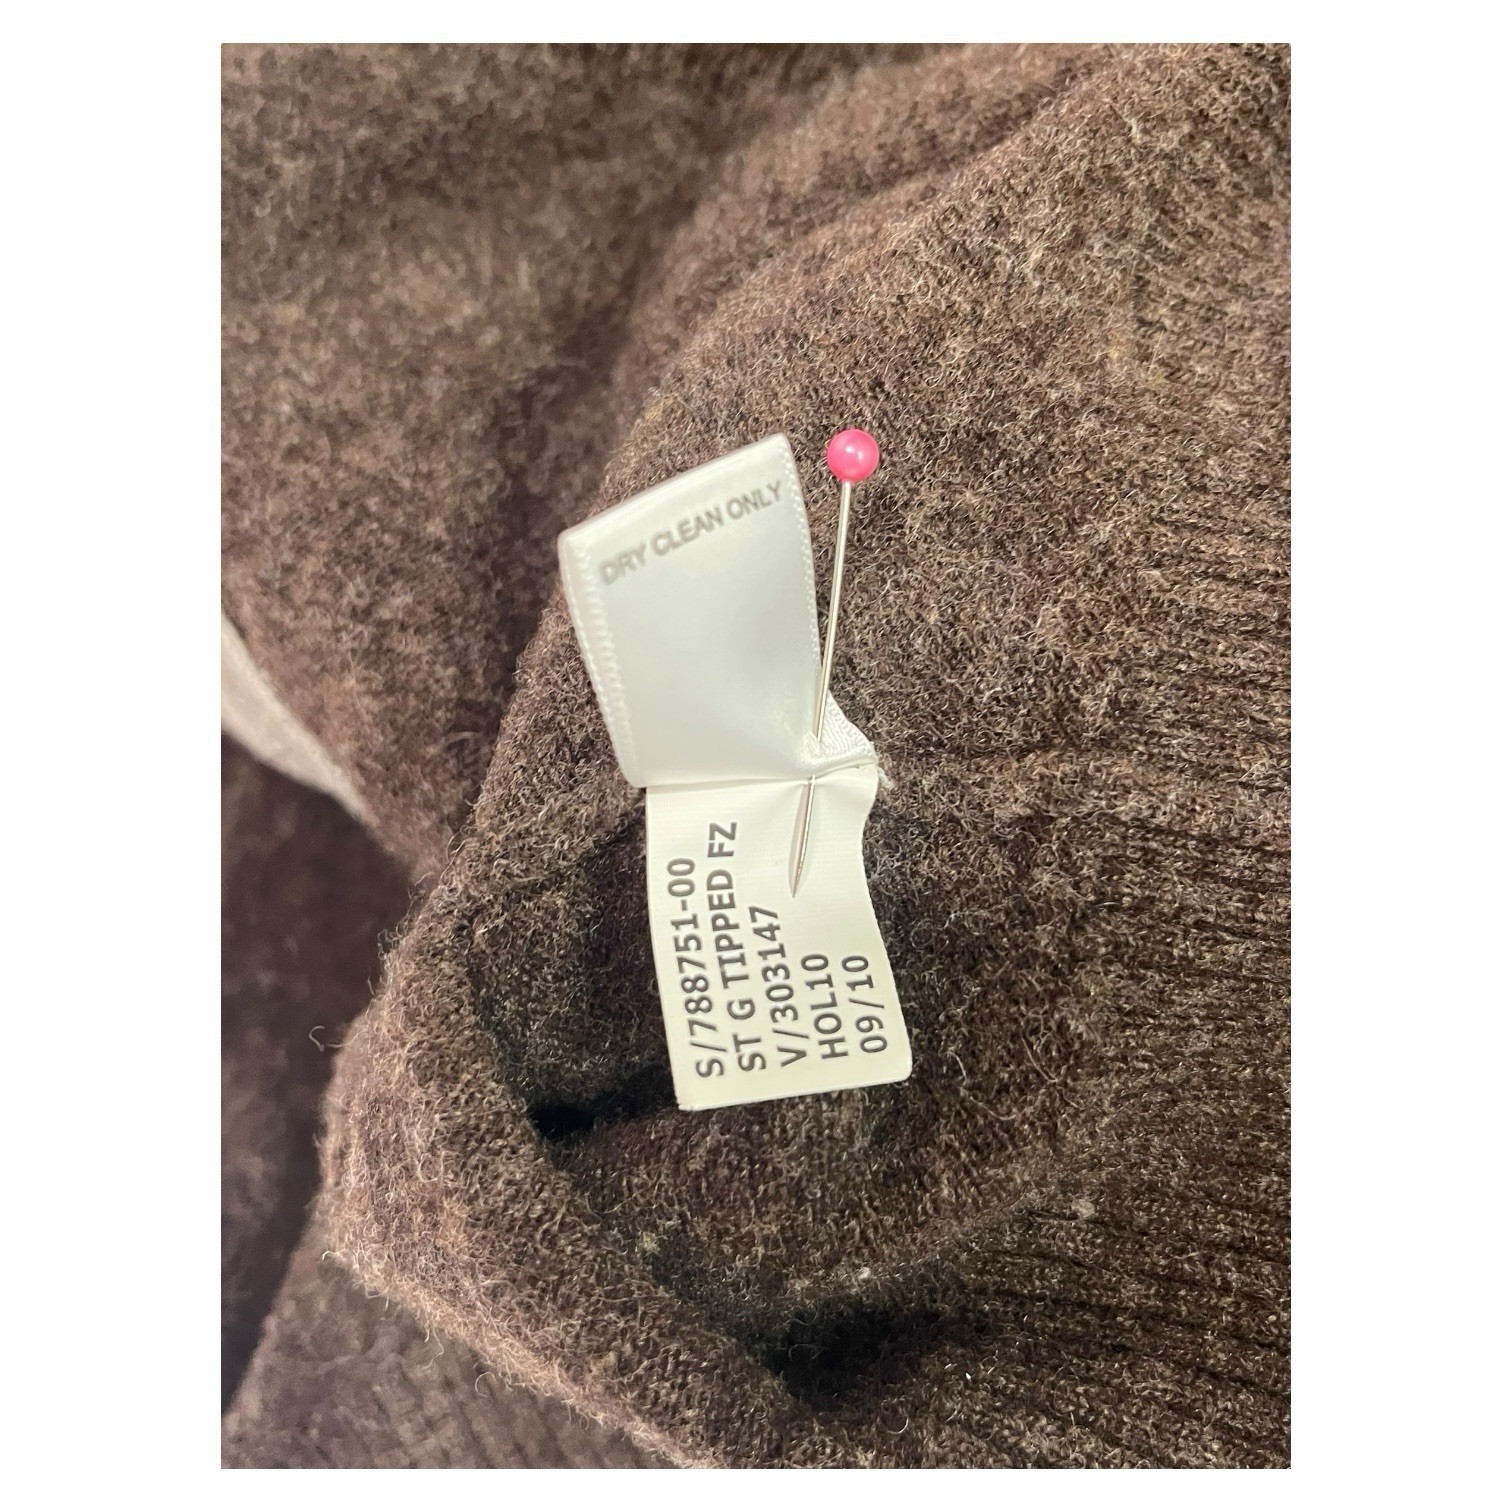 DRY CLEAN ONLY
S/788751-00
ST G TIPPED FZ
V/303147
HOL10
09/10